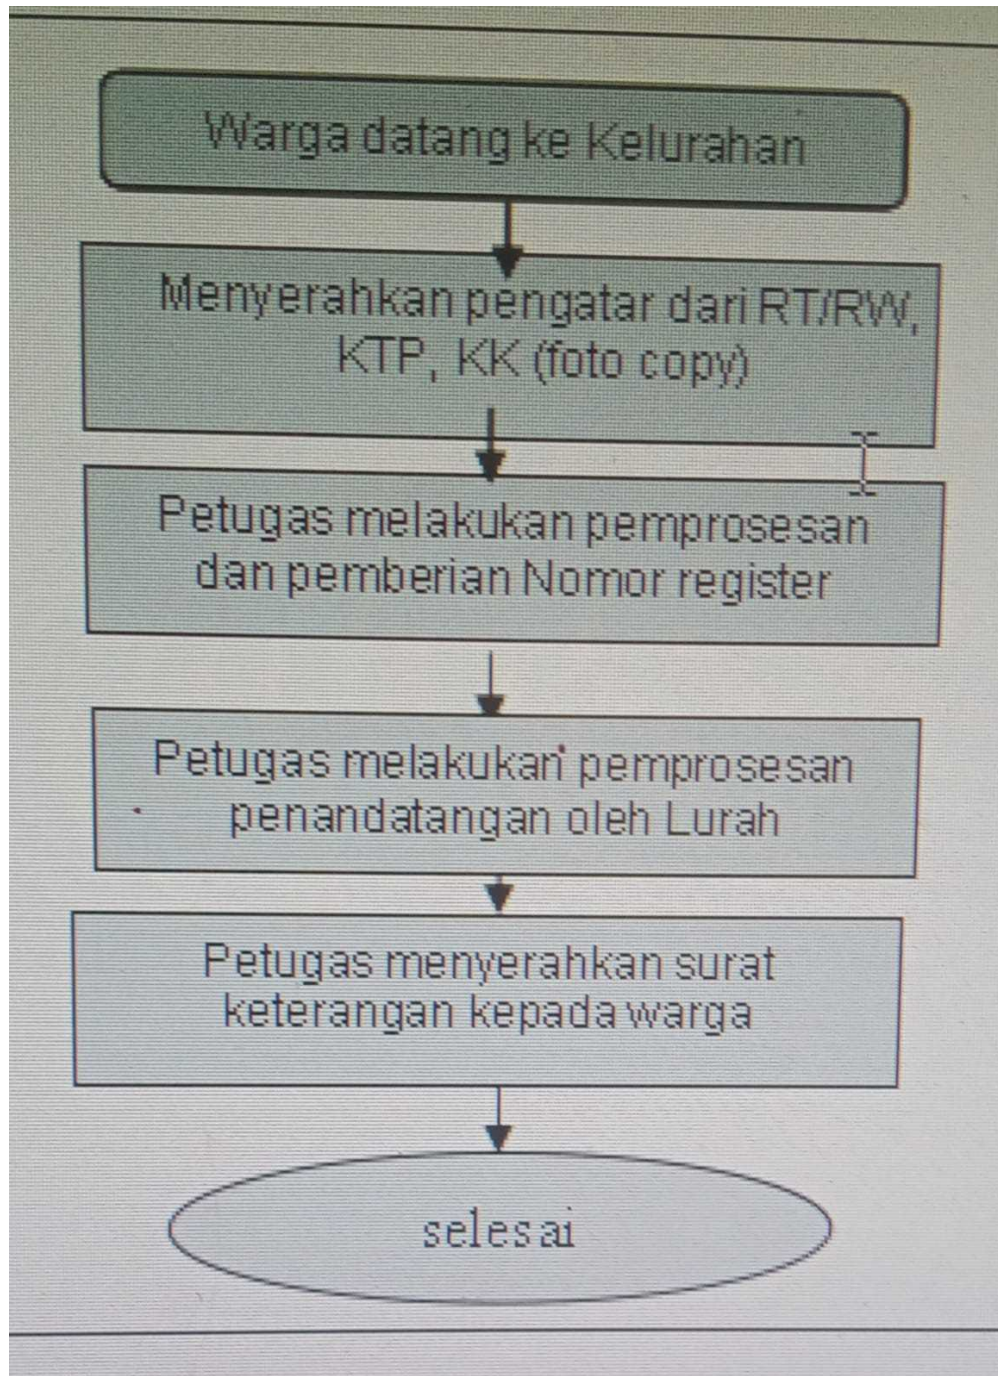 Warga datang ke Kelurahan
Menyerahkan pengatar dari RT/RW,
KTP, KK (foto copy)
Petugas melakukan pemprosesan
dan pemberian Nomor register
Petugas melakukan pemprosesan
penandatangan oleh Lurah
Petugas menyerahkan surat
keterangan kepada warga
selesai